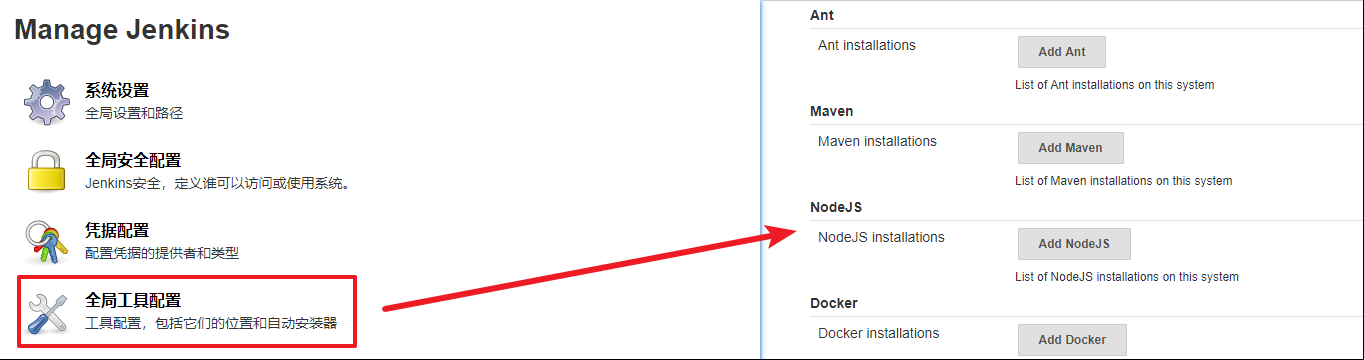 Manage Jenkins
系统设置
全局设置和路径
全局安全配置
Jenkins安全，定义谁可以访问或使用系统。
凭据配置
配置凭据的提供者和类型
全局工具配置
工具配置，包括它们的位置和自动安装器
Ant
Ant installations
Add Ant
List of Ant installations on this system
Maven
Maven installations
Add Maven
List of Maven installations on this system
NodeJS
NodeJS installations
Add NodeJS
List of NodeJS installations on this system
Docker
Docker installations
Add Docker